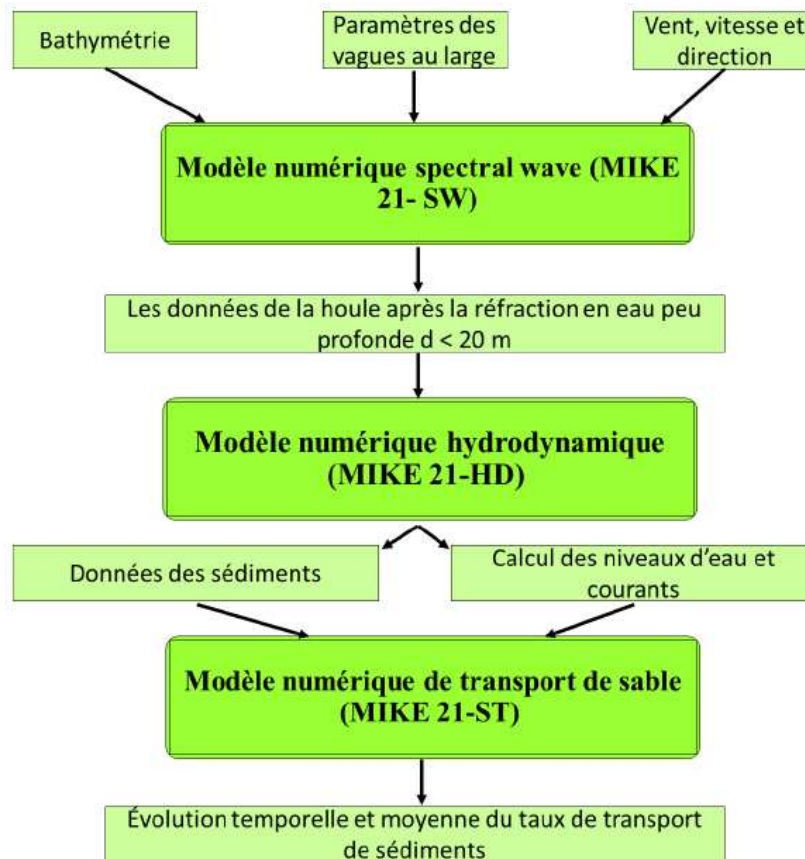 Bathymétrie
Paramètres des
vagues au large
Vent, vitesse et
direction
Modèle numérique spectral wave (MIKE
21- SW)
Les données de la houle après la réfraction en eau peu
profonde d < 20 m
Modèle numérique hydrodynamique
(MIKE 21-HD)
Données des sédiments
Calcul des niveaux d'eau et
courants
Modèle numérique de transport de sable
(MIKE 21-ST)
Évolution temporelle et moyenne du taux de transport
de sédiments